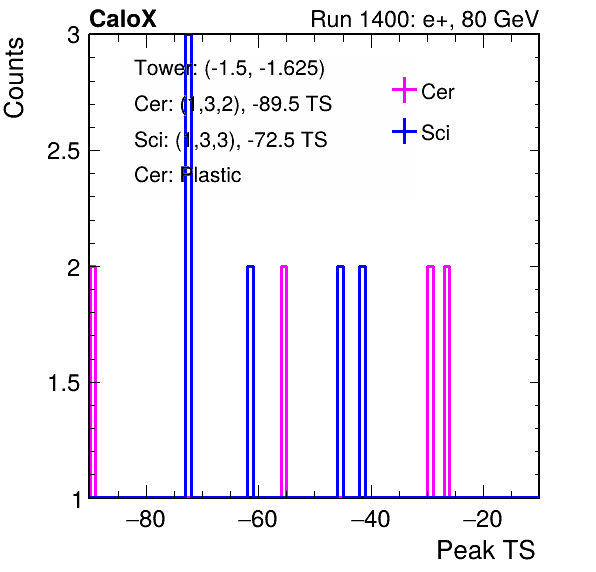 CaloX Run 1400: e+, 80 GeV
Counts
3
2.5
2
1.5
1
Tower: (-1.5, -1.625)
Cer: (1,3,2), -89.5 TS
Sci: (1,3,3), -72.5 TS
Cer: Plastic
Cer
Sci
−80 −60 −40 −20
Peak TS